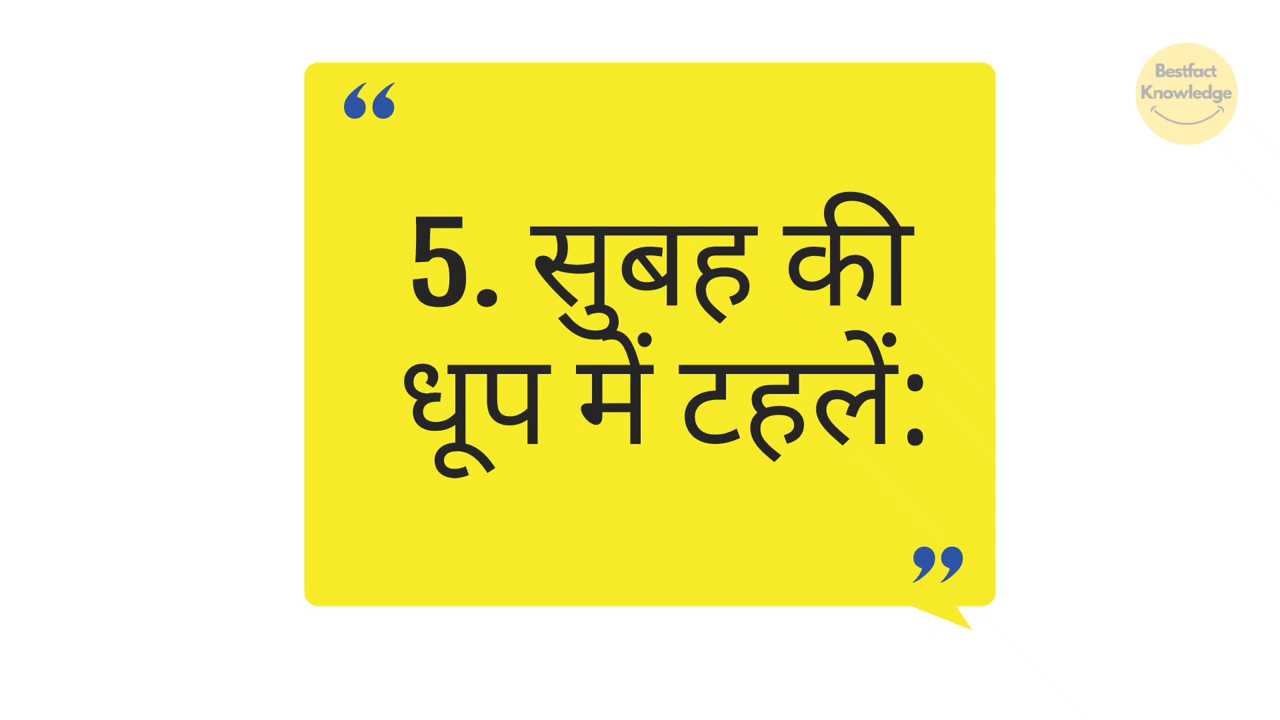 Bestfact
Knowledge
5. सुबह की
धूप में टहलें: